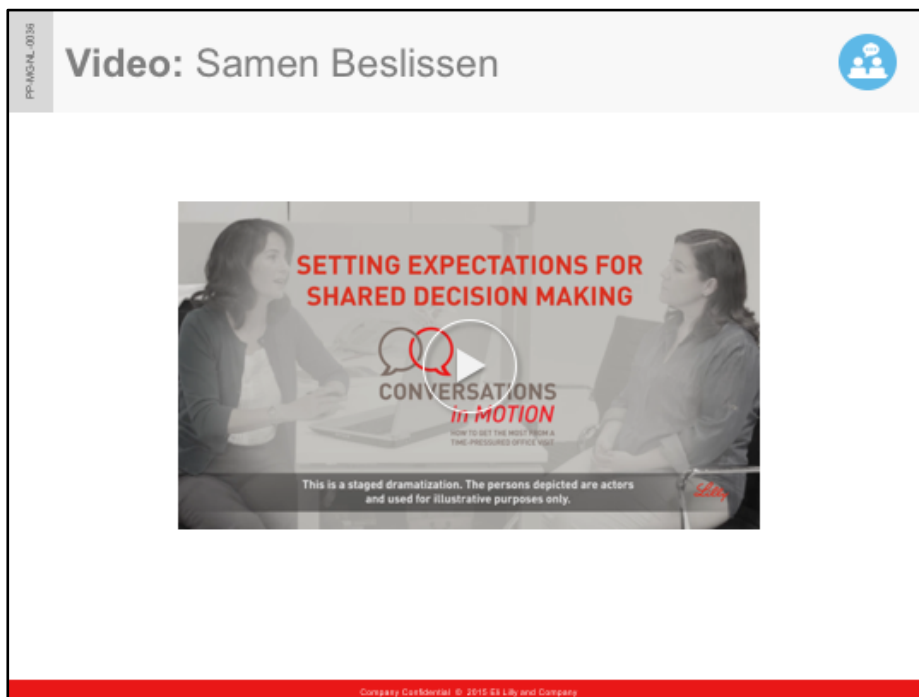 PP-MG-NL-0036
Video: Samen Beslissen
SETTING EXPECTATIONS FOR
SHARED DECISION MAKING
CONVERSATIONS
in MOTION
HOW TO GET THE MOST FROM A
TIME-PRESSURED OFFICE VISIT
This is a staged dramatization. The persons depicted are actors
and used for illustrative purposes only.
Lilly
Company Confidential © 2015 Eli Lilly and Company